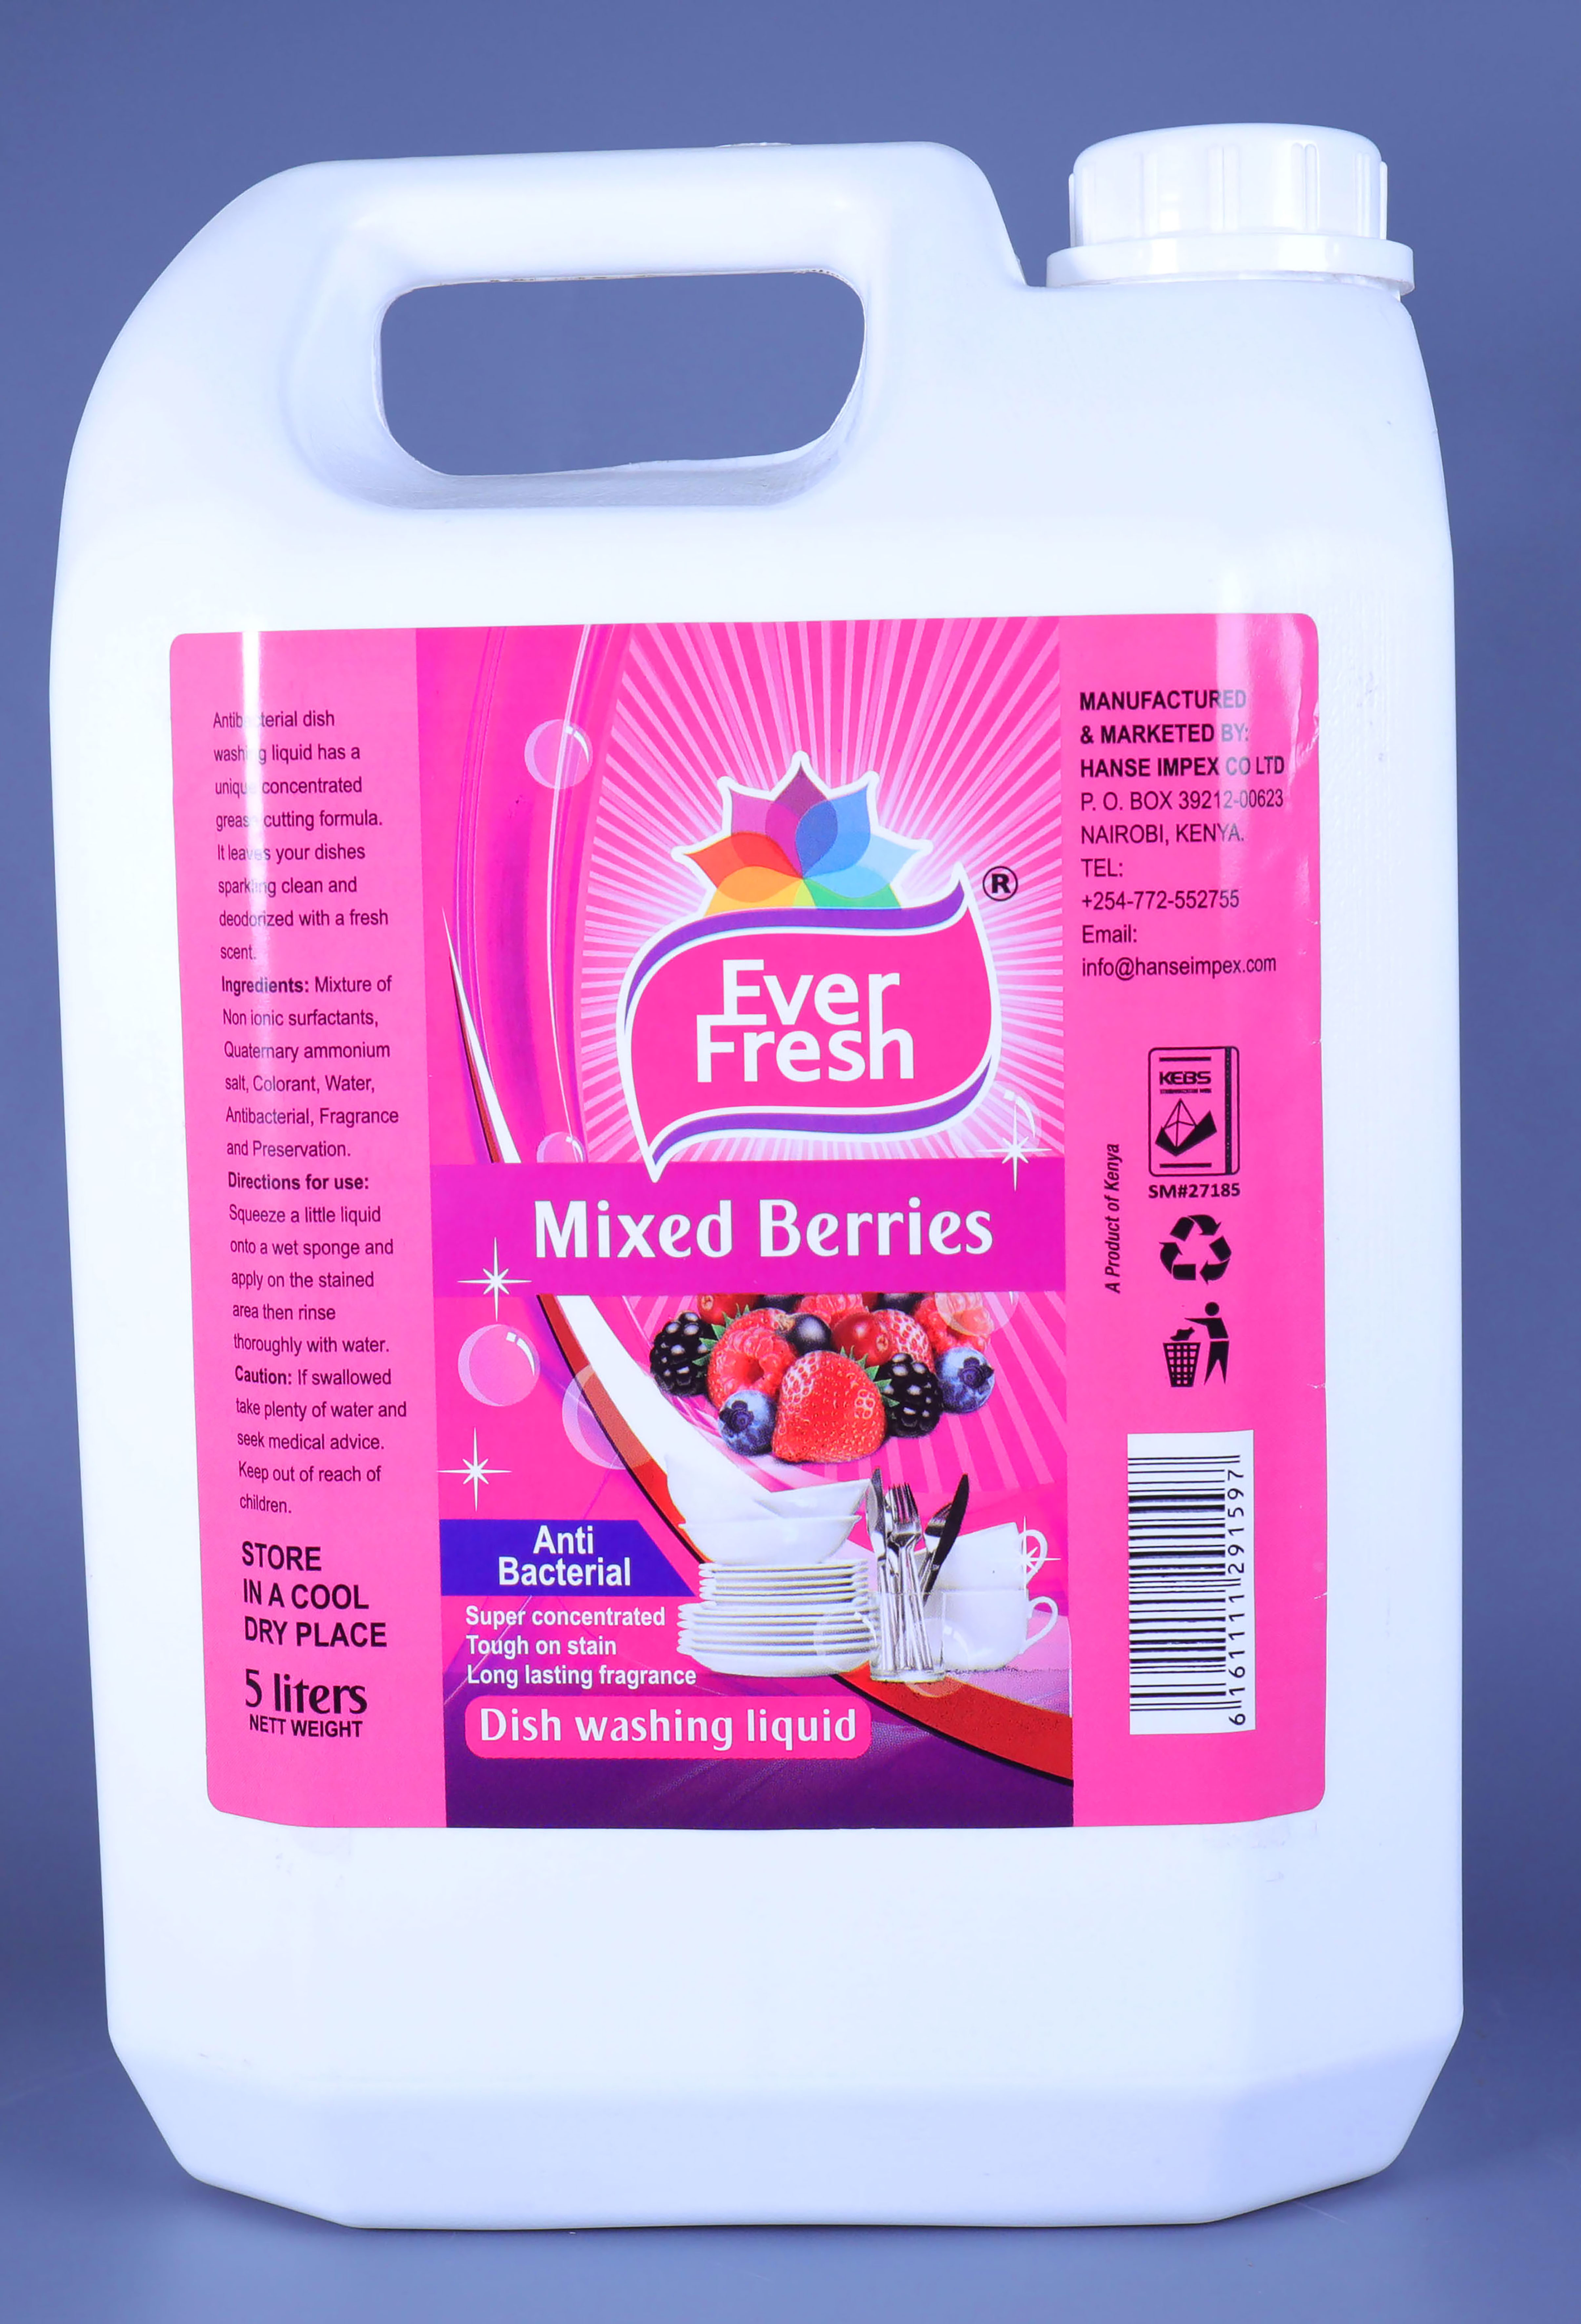 Antibacterial dish
washing liquid has a
unique concentrated
grease cutting formula.
It leaves your dishes
sparkling clean and
deodorized with a fresh
scent.
Ingredients: Mixture of
Non ionic surfactants,
Quaternary ammonium
salt, Colorant, Water,
Antibacterial, Fragrance
and Preservation.
Directions for use:
Squeeze a little liquid
onto a wet sponge and
apply on the stained
area then rinse
thoroughly with water.
Caution: If swallowed
take plenty of water and
seek medical advice.
Keep out of reach of
children.
STORE
IN A COOL
DRY PLACE
5 liters
NETT WEIGHT
®
Ever
Fresh
Mixed Berries
Anti
Bacterial
Super concentrated
Tough on stain
Long lasting fragrance
Dish washing liquid
MANUFACTURED
& MARKETED BY:
HANSE IMPEX CO LTD
P. O. BOX 39212-00623
NAIROBI, KENYA.
TEL:
+254-772-552755
Email:
info@hanseimpex.com
KEBS
SM#27185
A Product of Kenya
6161111291597